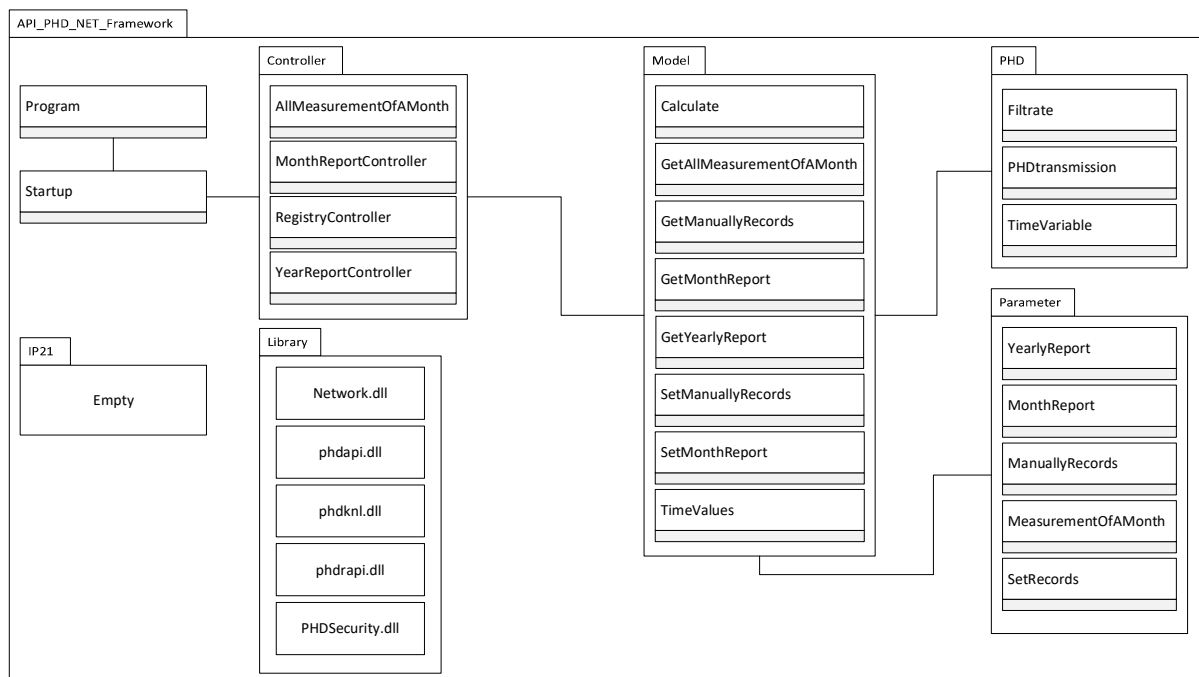 API_PHD_NET_Framework
Program
Startup
IP21
Empty
Controller
AllMeasurementOfAMonth
MonthReportController
RegistryController
YearReportController
Library
Network.dll
phdapi.dll
phdknl.dll
phdrapi.dll
PHDSecurity.dll
Model
Calculate
GetAllMeasurementOfAMonth
GetManuallyRecords
GetMonthReport
GetYearlyReport
SetManuallyRecords
SetMonthReport
TimeValues
PHD
Filtrate
PHDtransmission
TimeVariable
Parameter
YearlyReport
MonthReport
ManuallyRecords
MeasurementOfAMonth
SetRecords